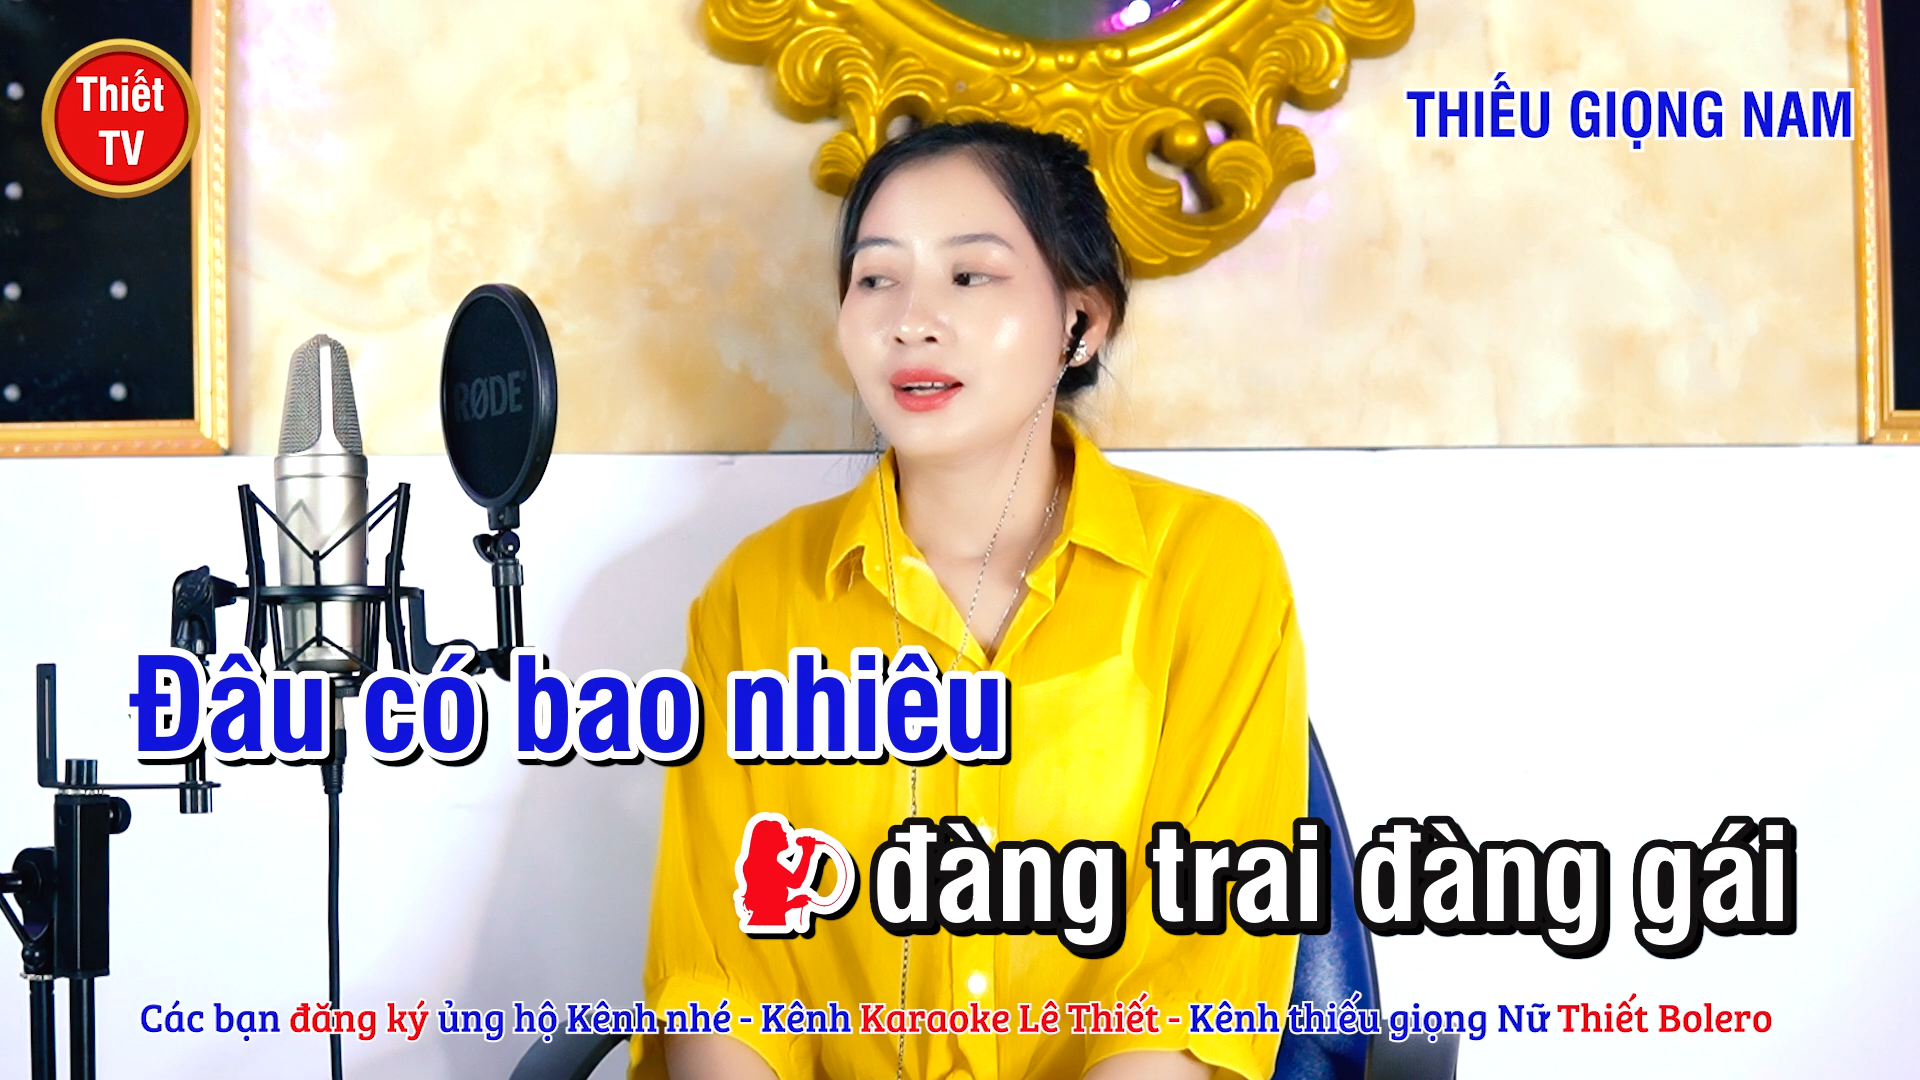 Thiết
TV
THIẾU GIỌNG NAM
RØDE
Đâu có bao nhiêu
đàng trai đàng gái
Các bạn đăng ký ủng hộ Kênh nhé - Kênh Karaoke Lê Thiết - Kênh thiếu giọng Nữ Thiết Bolero